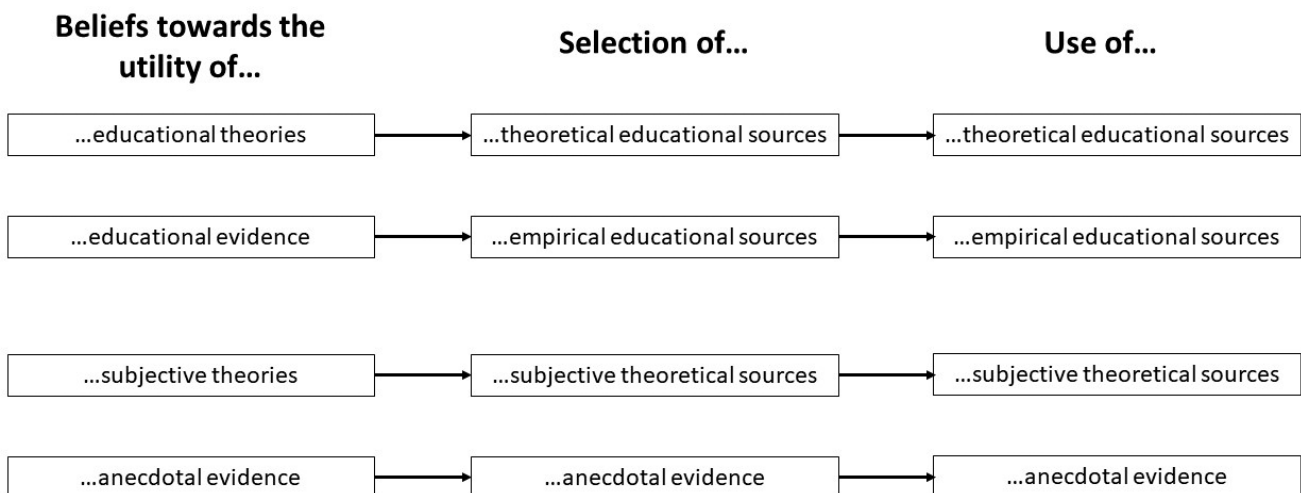 Beliefs towards the
utility of...
Selection of...
Use of...
...educational theories
...theoretical educational sources
...theoretical educational sources
...educational evidence
...empirical educational sources
...empirical educational sources
...subjective theories
...subjective theoretical sources
...subjective theoretical sources
...anecdotal evidence
...anecdotal evidence
...anecdotal evidence